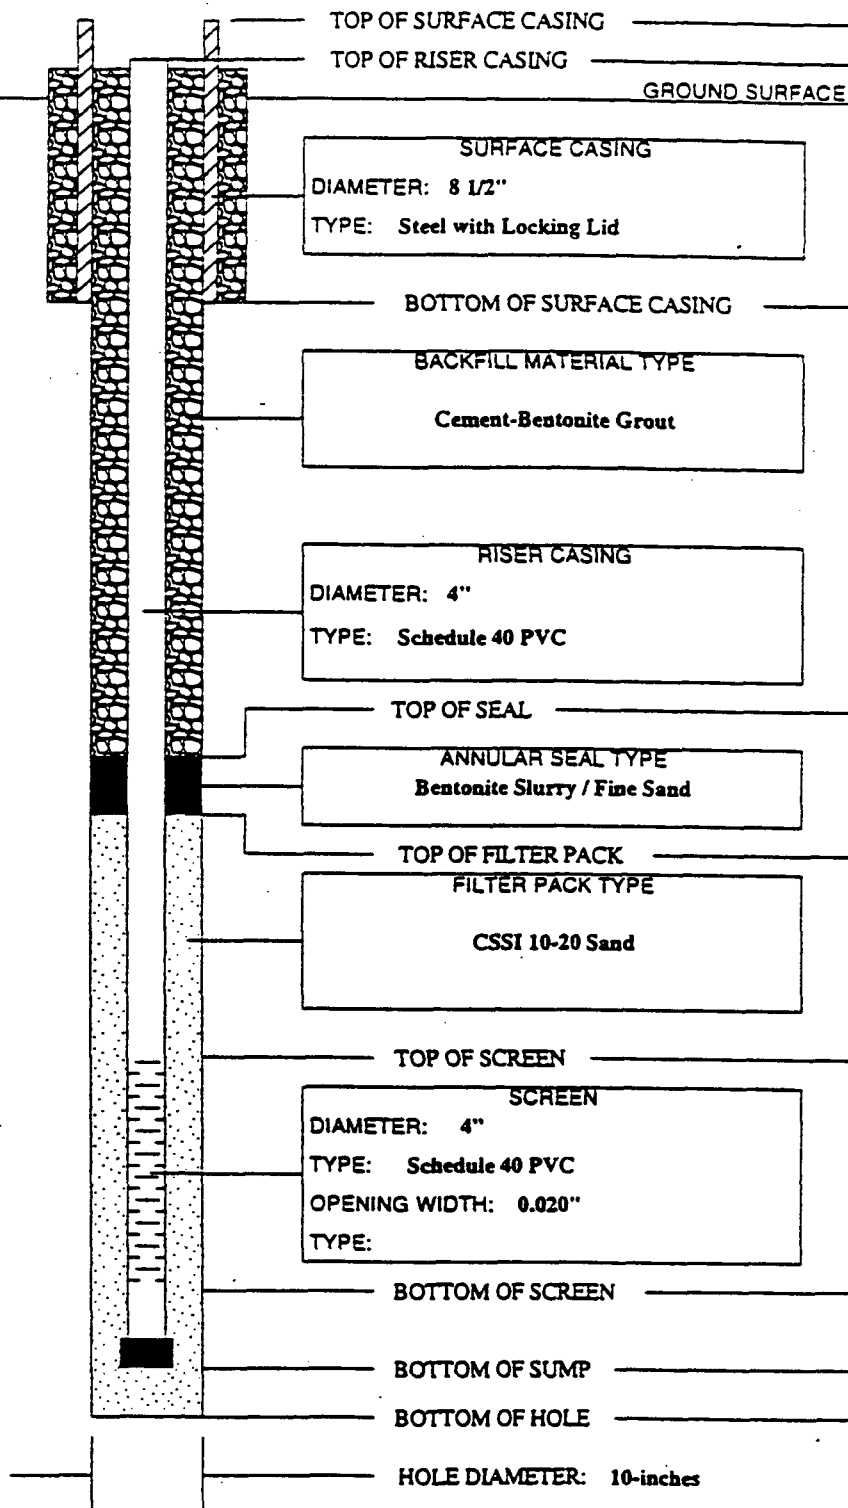 TOP OF SURFACE CASING
TOP OF RISER CASING
GROUND SURFACE
SURFACE CASING
DIAMETER: 8 1/2"
TYPE: Steel with Locking Lid
BOTTOM OF SURFACE CASING
BACKFILL MATERIAL TYPE
Cement-Bentonite Grout
RISER CASING
DIAMETER: 4"
TYPE: Schedule 40 PVC
TOP OF SEAL
ANNULAR SEAL TYPE
Bentonite Slurry / Fine Sand
TOP OF FILTER PACK
FILTER PACK TYPE
CSSI 10-20 Sand
TOP OF SCREEN
SCREEN
DIAMETER: 4"
TYPE: Schedule 40 PVC
OPENING WIDTH: 0.020"
TYPE:
BOTTOM OF SCREEN
BOTTOM OF SUMP
BOTTOM OF HOLE
HOLE DIAMETER: 10-inches